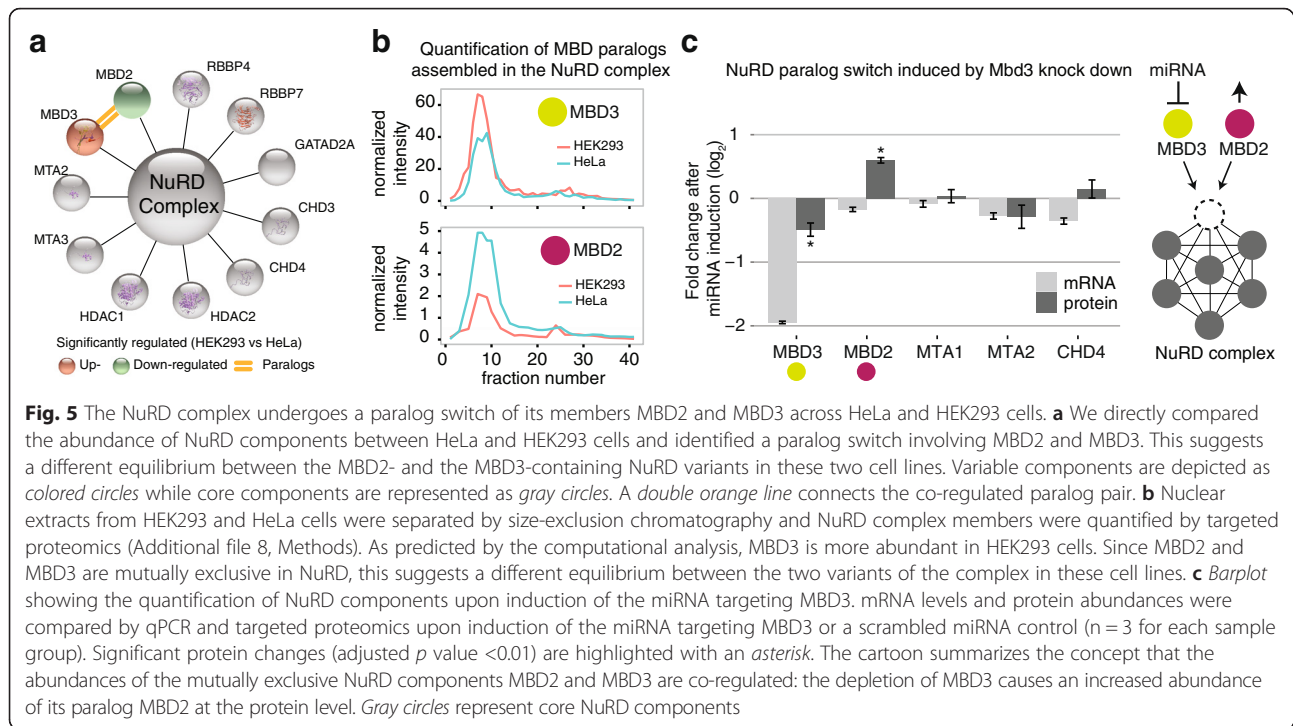 a
MBD2
RBBP4
MBD3
RBBP7
MTA2
GATAD2A
NuRD
Complex
MTA3
CHD3
CHD4
HDAC1
HDAC2
Significantly regulated (HEK293 vs HeLa)
Up- Down-regulated Paralogs
b
Quantification of MBD paralogs
assembled in the NuRD complex
normalized
intensity
60
40
20
0
MBD3
HEK293
HeLa
normalized
intensity
5
4
3
2
1
0
MBD2
HEK293
HeLa
0 10 20 30 40
fraction number
c
NuRD paralog switch induced by Mbd3 knock down
Fold change after
miRNA induction (log2)
1
0
−1
−2
*
*
mRNA
protein
MBD3 MBD2 MTA1 MTA2 CHD4
miRNA
MBD3 MBD2
NuRD complex
Fig. 5 The NuRD complex undergoes a paralog switch of its members MBD2 and MBD3 across HeLa and HEK293 cells. a We directly compared
the abundance of NuRD components between HeLa and HEK293 cells and identified a paralog switch involving MBD2 and MBD3. This suggests
a different equilibrium between the MBD2- and the MBD3-containing NuRD variants in these two cell lines. Variable components are depicted as
colored circles while core components are represented as gray circles. A double orange line connects the co-regulated paralog pair. b Nuclear
extracts from HEK293 and HeLa cells were separated by size-exclusion chromatography and NuRD complex members were quantified by targeted
proteomics (Additional file 8, Methods). As predicted by the computational analysis, MBD3 is more abundant in HEK293 cells. Since MBD2 and
MBD3 are mutually exclusive in NuRD, this suggests a different equilibrium between the two variants of the complex in these cell lines. c Barplot
showing the quantification of NuRD components upon induction of the miRNA targeting MBD3. mRNA levels and protein abundances were
compared by qPCR and targeted proteomics upon induction of the miRNA targeting MBD3 or a scrambled miRNA control (n = 3 for each sample
group). Significant protein changes (adjusted p value <0.01) are highlighted with an asterisk. The cartoon summarizes the concept that the
abundances of the mutually exclusive NuRD components MBD2 and MBD3 are co-regulated: the depletion of MBD3 causes an increased abundance
of its paralog MBD2 at the protein level. Gray circles represent core NuRD components